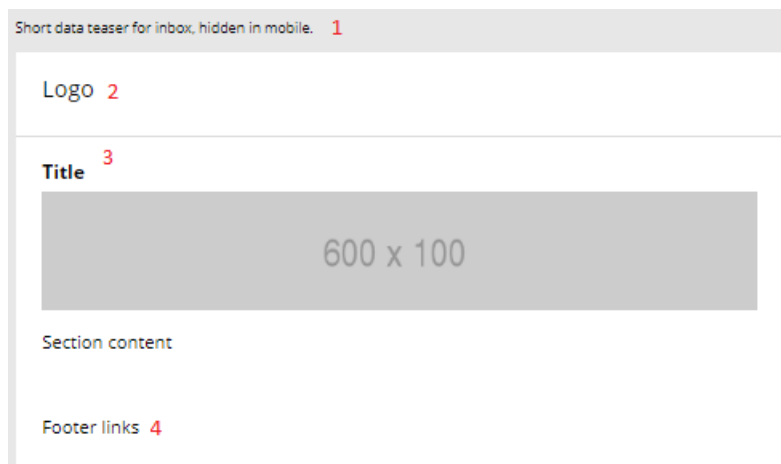 Short data teaser for inbox, hidden in mobile. 1
Logo 2
Title 3
600 x 100
Section content
Footer links 4